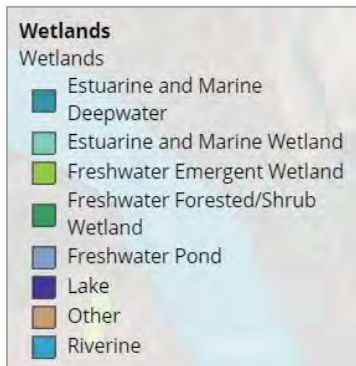 Wetlands
Wetlands
Estuarine and Marine
Deepwater
Estuarine and Marine Wetland
Freshwater Emergent Wetland
Freshwater Forested/Shrub
Wetland
Freshwater Pond
Lake
Other
Riverine